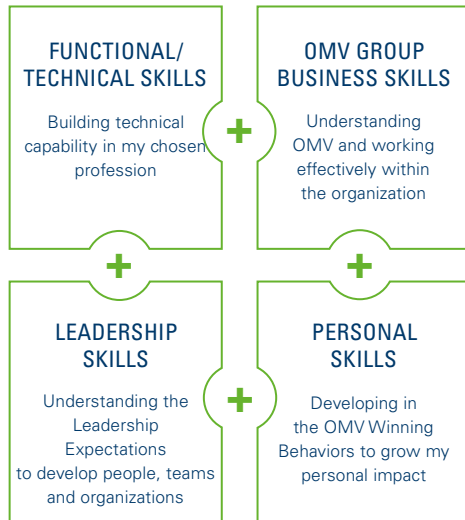 FUNCTIONAL/
TECHNICAL SKILLS
Building technical
capability in my chosen
profession
OMV GROUP
BUSINESS SKILLS
Understanding
OMV and working
effectively within
the organization
LEADERSHIP
SKILLS
Understanding the
Leadership
Expectations
to develop people, teams
and organizations
PERSONAL
SKILLS
Developing in
the OMV Winning
Behaviors to grow my
personal impact